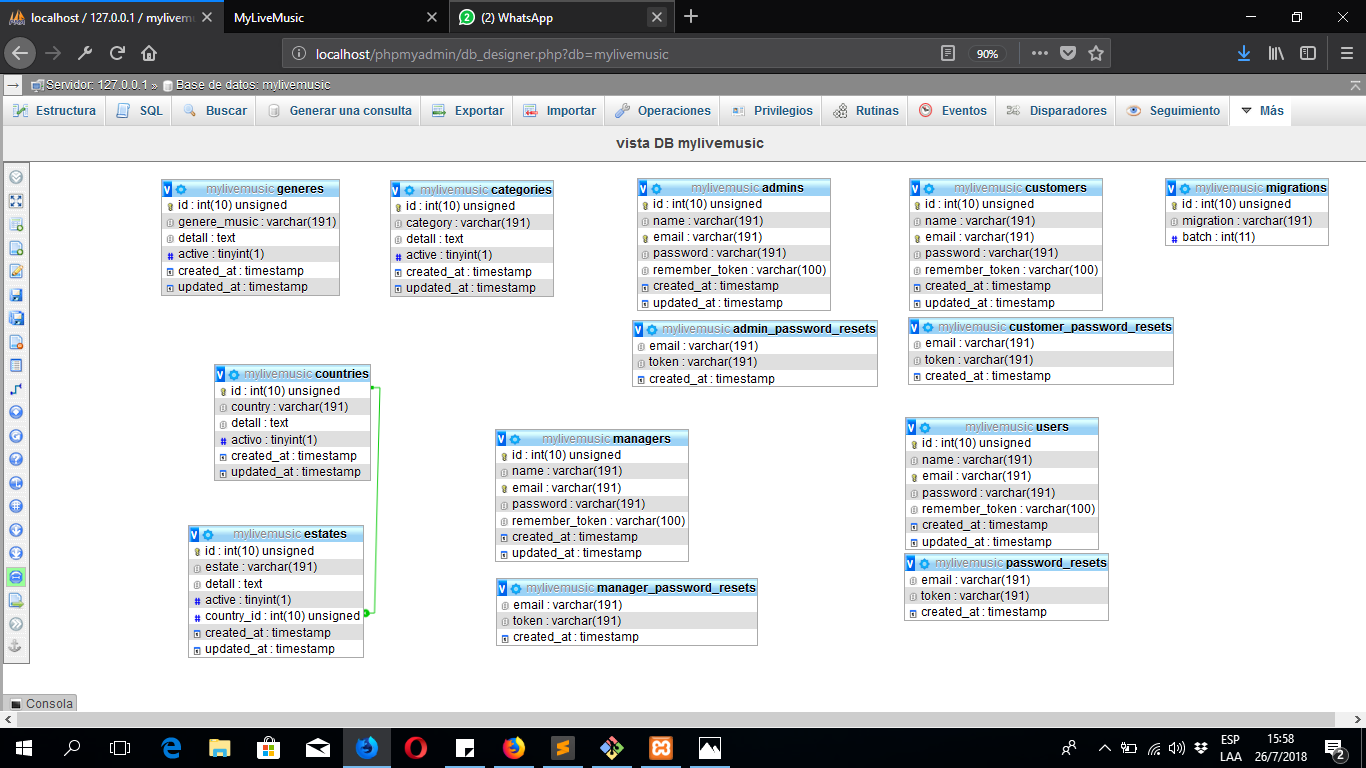 localhost / 127.0.0.1 / mylivem
MyLiveMusic
(2) WhatsApp
localhost/phpmyadmin/db_designer.php?db=mylivemusic
90%
Servidor: 127.0.0.1 » Base de datos: mylivemusic
Estructura SQL Buscar Generar una consulta Exportar Importar Operaciones Privilegios Rutinas Eventos Disparadores Seguimiento Más
vista DB mylivemusic
mylivemusic generes
id : int(10) unsigned
genere_music : varchar(191)
detall : text
active : tinyint(1)
created_at : timestamp
updated_at : timestamp
mylivemusic categories
id : int(10) unsigned
category : varchar(191)
detall : text
active : tinyint(1)
created_at : timestamp
updated_at : timestamp
mylivemusic admins
id : int(10) unsigned
name : varchar(191)
email : varchar(191)
password : varchar(191)
remember_token : varchar(100)
created_at : timestamp
updated_at : timestamp
mylivemusic customers
id : int(10) unsigned
name : varchar(191)
email : varchar(191)
password : varchar(191)
remember_token : varchar(100)
created_at : timestamp
updated_at : timestamp
mylivemusic migrations
id : int(10) unsigned
migration : varchar(191)
batch : int(11)
mylivemusic admin_password_resets
email : varchar(191)
token : varchar(191)
created_at : timestamp
mylivemusic customer_password_resets
email : varchar(191)
token : varchar(191)
created_at : timestamp
mylivemusic countries
id : int(10) unsigned
country : varchar(191)
detall : text
activo : tinyint(1)
created_at : timestamp
updated_at : timestamp
mylivemusic managers
id : int(10) unsigned
name : varchar(191)
email : varchar(191)
password : varchar(191)
remember_token : varchar(100)
created_at : timestamp
updated_at : timestamp
mylivemusic users
id : int(10) unsigned
name : varchar(191)
email : varchar(191)
password : varchar(191)
remember_token : varchar(100)
created_at : timestamp
updated_at : timestamp
mylivemusic estates
id : int(10) unsigned
estate : varchar(191)
detall : text
active : tinyint(1)
country_id : int(10) unsigned
created_at : timestamp
updated_at : timestamp
mylivemusic manager_password_resets
email : varchar(191)
token : varchar(191)
created_at : timestamp
mylivemusic password_resets
email : varchar(191)
token : varchar(191)
created_at : timestamp
Consola
ESP
LAA
15:58
26/7/2018
2